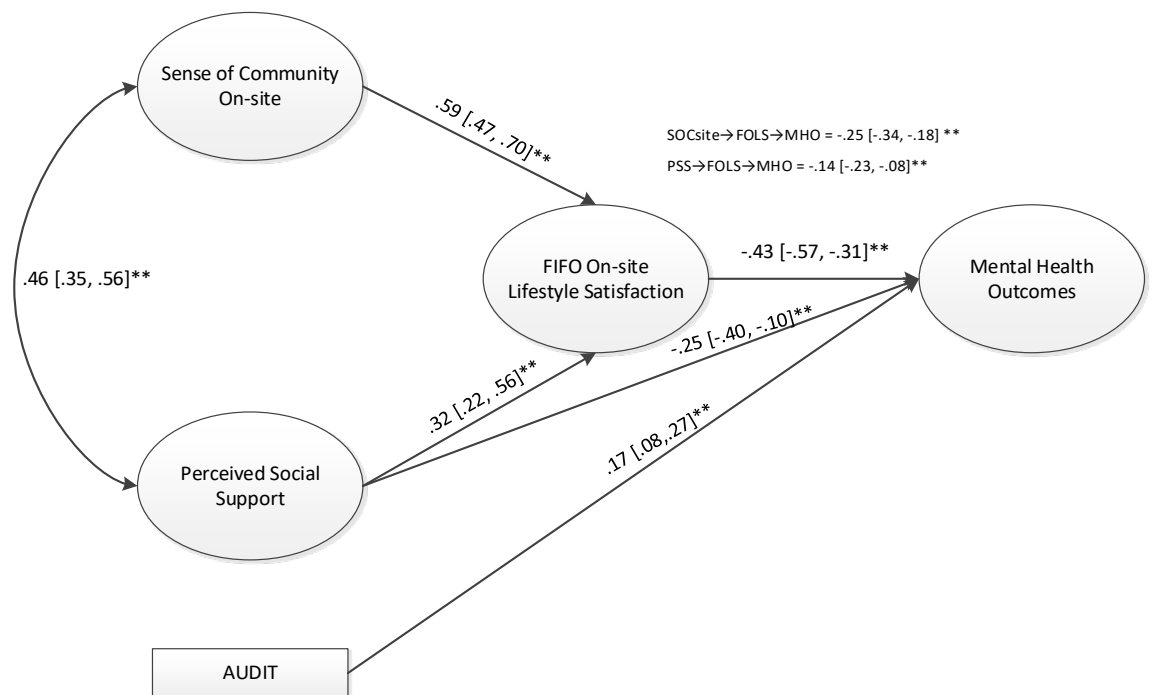 Sense of Community
On-site
.59 [.47, .70]**
SOCsite→FOLS→MHO = -.25 [-.34, -.18] **
PSS→FOLS→MHO = -.14 [-.23, -.08]**
.46 [.35, .56]**
FIFO On-site
Lifestyle Satisfaction
-.43 [-.57, -.31]**
Mental Health
Outcomes
-.25 [-.40, -.10]**
.32 [.22, .56]**
.17 [.08,.27]**
Perceived Social
Support
AUDIT